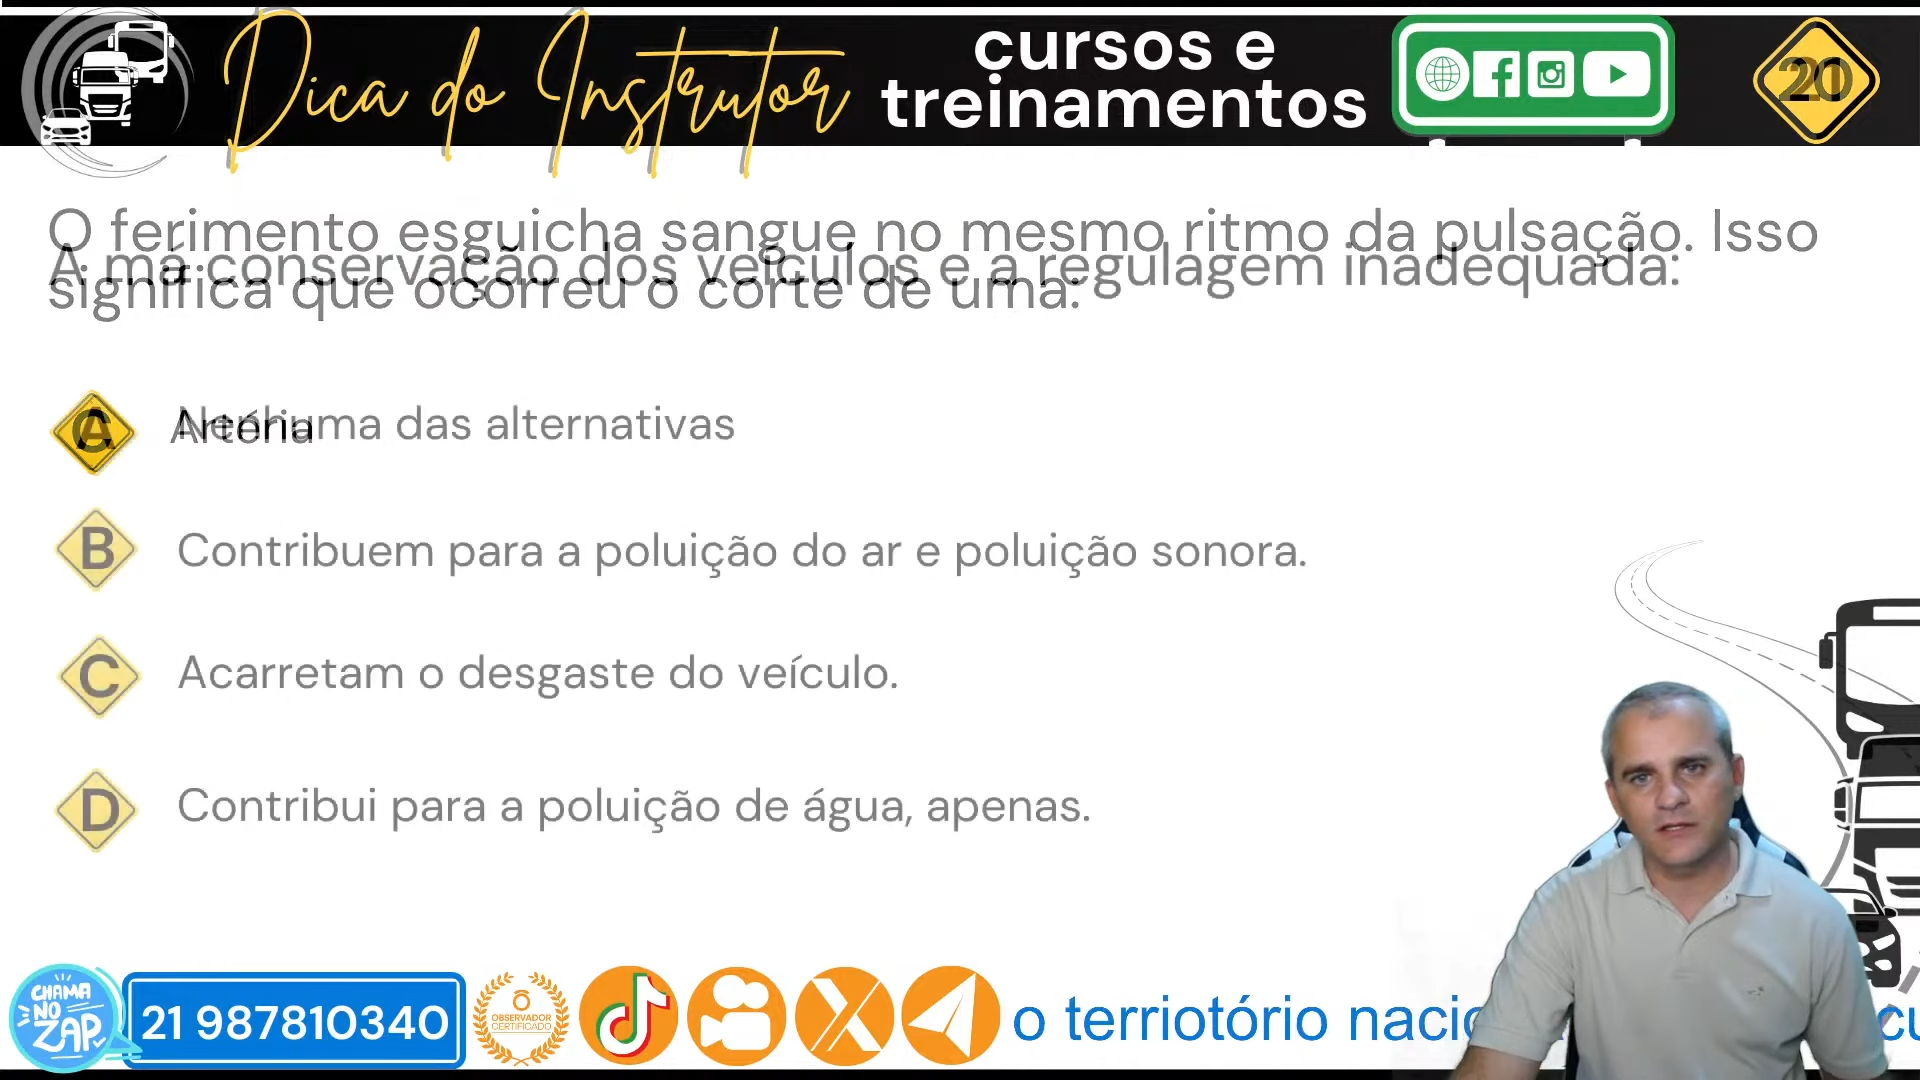 Dica do Instrutor
cursos e
treinamentos
O ferimento esguicha sangue no mesmo ritmo da pulsação. Isso
significa que ocorreu o corte de uma:
A má conservação dos veículos e a regulagem inadequada:
A
Artéria
Nenhuma das alternativas
B
Contribuem para a poluição do ar e poluição sonora.
C
Acarretam o desgaste do veículo.
D
Contribui para a poluição de água, apenas.
CHAMA
NO
ZAP
21 987810340
OBSERVADOR
CERTIFICADO
o terriotório